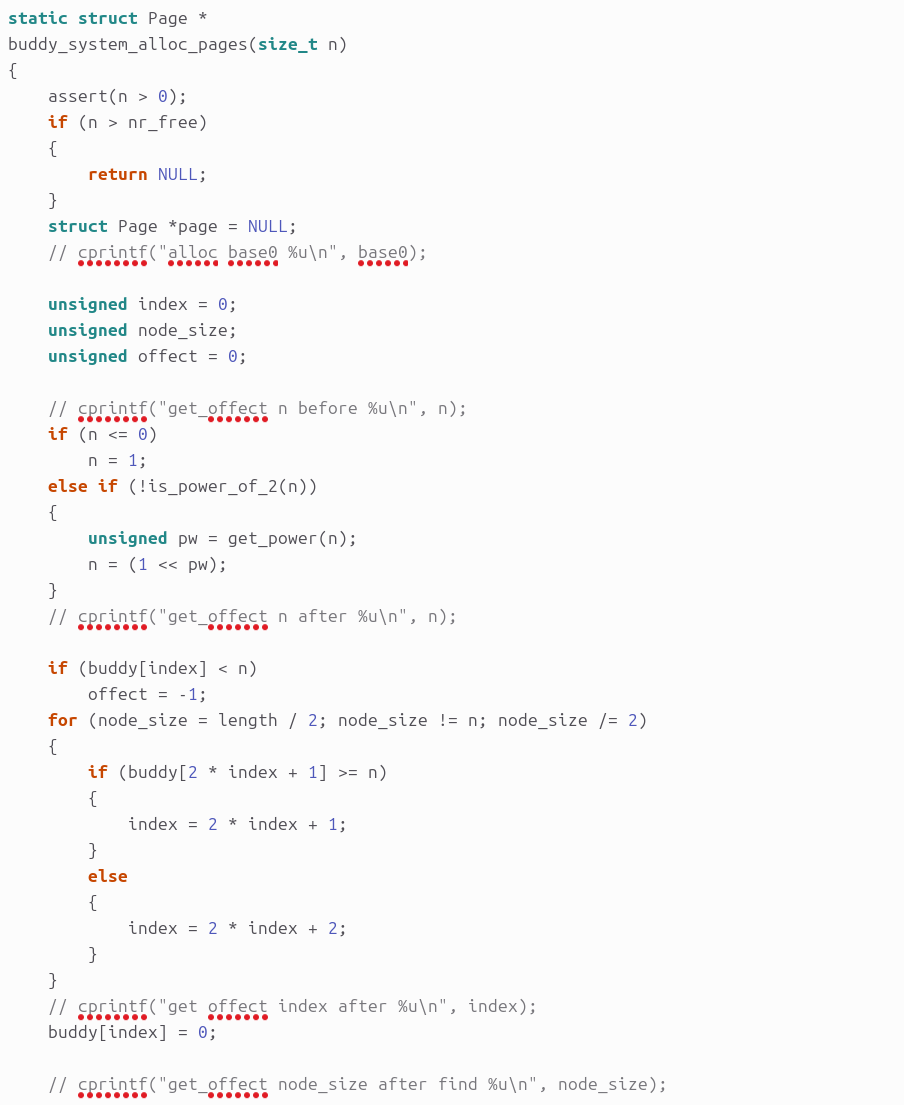 static struct Page *
buddy_system_alloc_pages(size_t n)
{
    assert(n > 0);
    if (n > nr_free)
    {
        return NULL;
    }
    struct Page *page = NULL;
    // cprintf("alloc base0 %u\n", base0);

    unsigned index = 0;
    unsigned node_size;
    unsigned offect = 0;

    // cprintf("get_offect n before %u\n", n);
    if (n <= 0)
        n = 1;
    else if (!is_power_of_2(n))
    {
        unsigned pw = get_power(n);
        n = (1 << pw);
    }
    // cprintf("get_offect n after %u\n", n);

    if (buddy[index] < n)
        offect = -1;
    for (node_size = length / 2; node_size != n; node_size /= 2)
    {
        if (buddy[2 * index + 1] >= n)
        {
            index = 2 * index + 1;
        }
        else
        {
            index = 2 * index + 2;
        }
    }
    // cprintf("get offect index after %u\n", index);
    buddy[index] = 0;

    // cprintf("get_offect node_size after find %u\n", node_size);